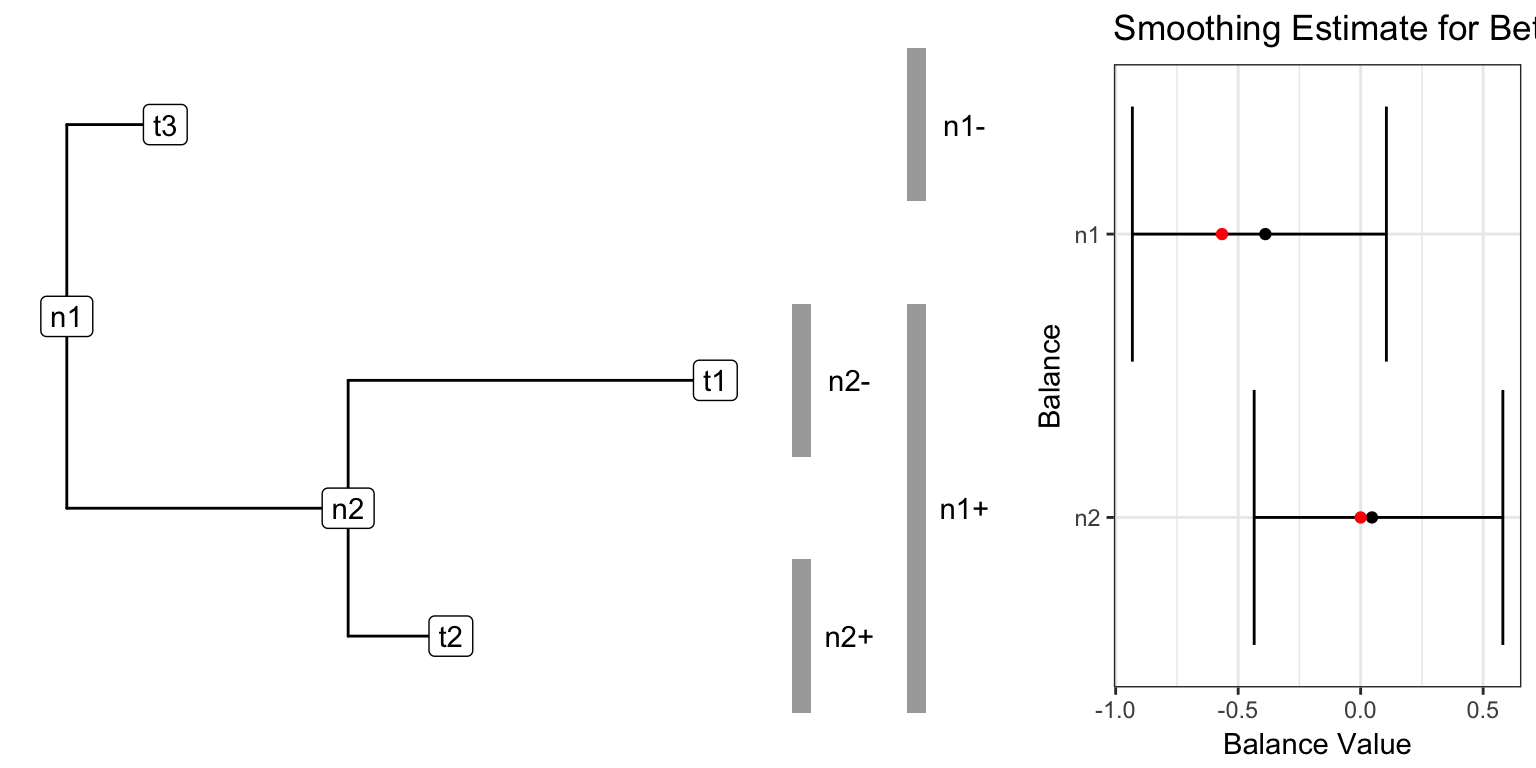 t3
n1
t1
n2
t2
n1-
n2-
n1+
n2+
Smoothing Estimate for
Balance
n1
n2
-1.0 -0.5 0.0 0.5
Balance Value